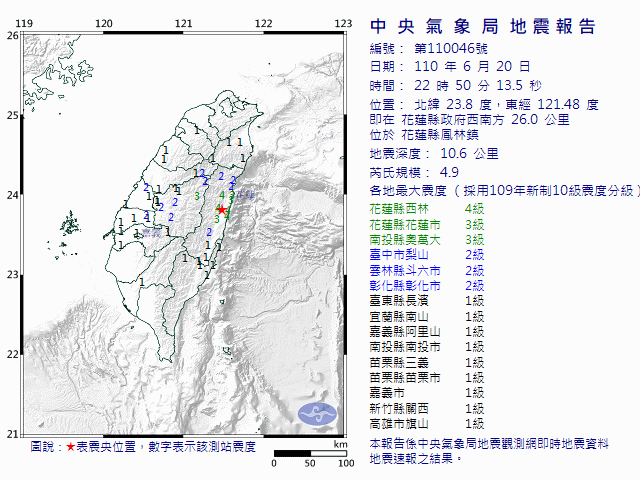 119 120 121 122 123
26
25
24
23
22
21
中央氣象局地震報告
編號： 第110046號
日期： 110 年 6 月 20 日
時間： 22 時 50 分 13.5 秒
位置： 北緯 23.8 度，東經 121.48 度
即在 花蓮縣政府西南方 26.0 公里
位於 花蓮縣鳳林鎮
地震深度： 10.6 公里
芮氏規模： 4.9
各地最大震度（採用109年新制10級震度分級）
花蓮縣西林 4級
花蓮縣花蓮市 3級
南投縣奧萬大 3級
臺中市梨山 2級
雲林縣斗六市 2級
彰化縣彰化市 2級
臺東縣長濱 1級
宜蘭縣南山 1級
嘉義縣阿里山 1級
南投縣南投市 1級
苗栗縣三義 1級
苗栗縣苗栗市 1級
嘉義市 1級
新竹縣關西 1級
高雄市旗山 1級
本報告係中央氣象局地震觀測網即時地震資料
地震速報之結果。
圖說：★表震央位置，數字表示該測站震度
km
0 50 100